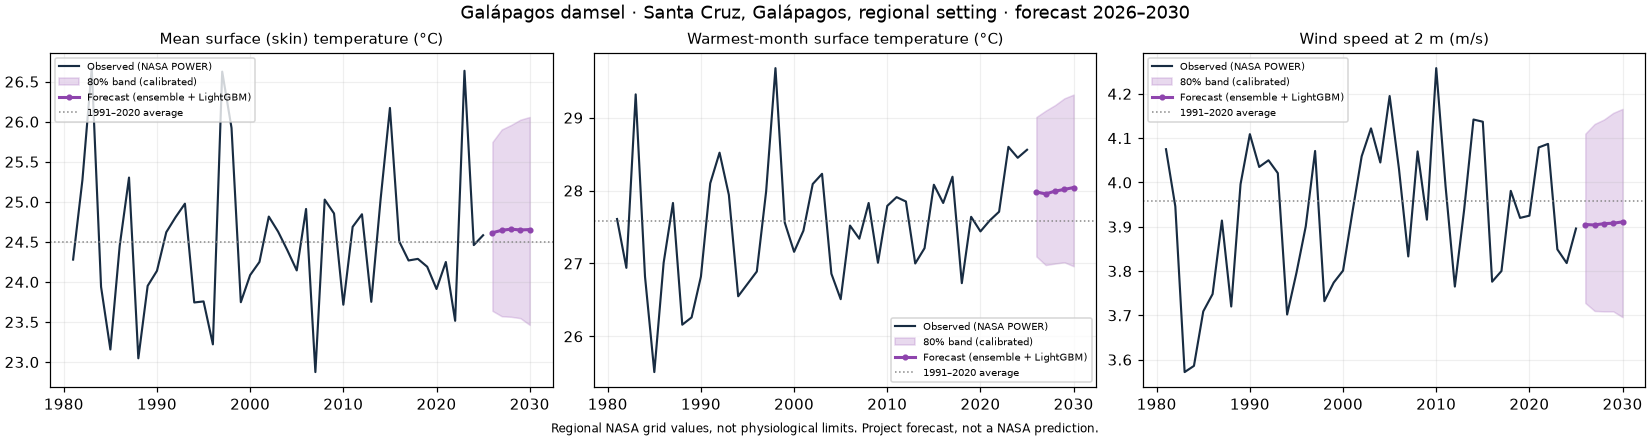 Galápagos damsel · Santa Cruz, Galápagos, regional setting · forecast 2026–2030
Mean surface (skin) temperature (°C)
Observed (NASA POWER)
80% band (calibrated)
Forecast (ensemble + LightGBM)
1991–2020 average
26.5
26.0
25.5
25.0
24.5
24.0
23.5
23.0
1980 1990 2000 2010 2020 2030
Warmest-month surface temperature (°C)
29
28
27
26
Observed (NASA POWER)
80% band (calibrated)
Forecast (ensemble + LightGBM)
1991–2020 average
1980 1990 2000 2010 2020 2030
Wind speed at 2 m (m/s)
Observed (NASA POWER)
80% band (calibrated)
Forecast (ensemble + LightGBM)
1991–2020 average
4.2
4.1
4.0
3.9
3.8
3.7
3.6
1980 1990 2000 2010 2020 2030
Regional NASA grid values, not physiological limits. Project forecast, not a NASA prediction.